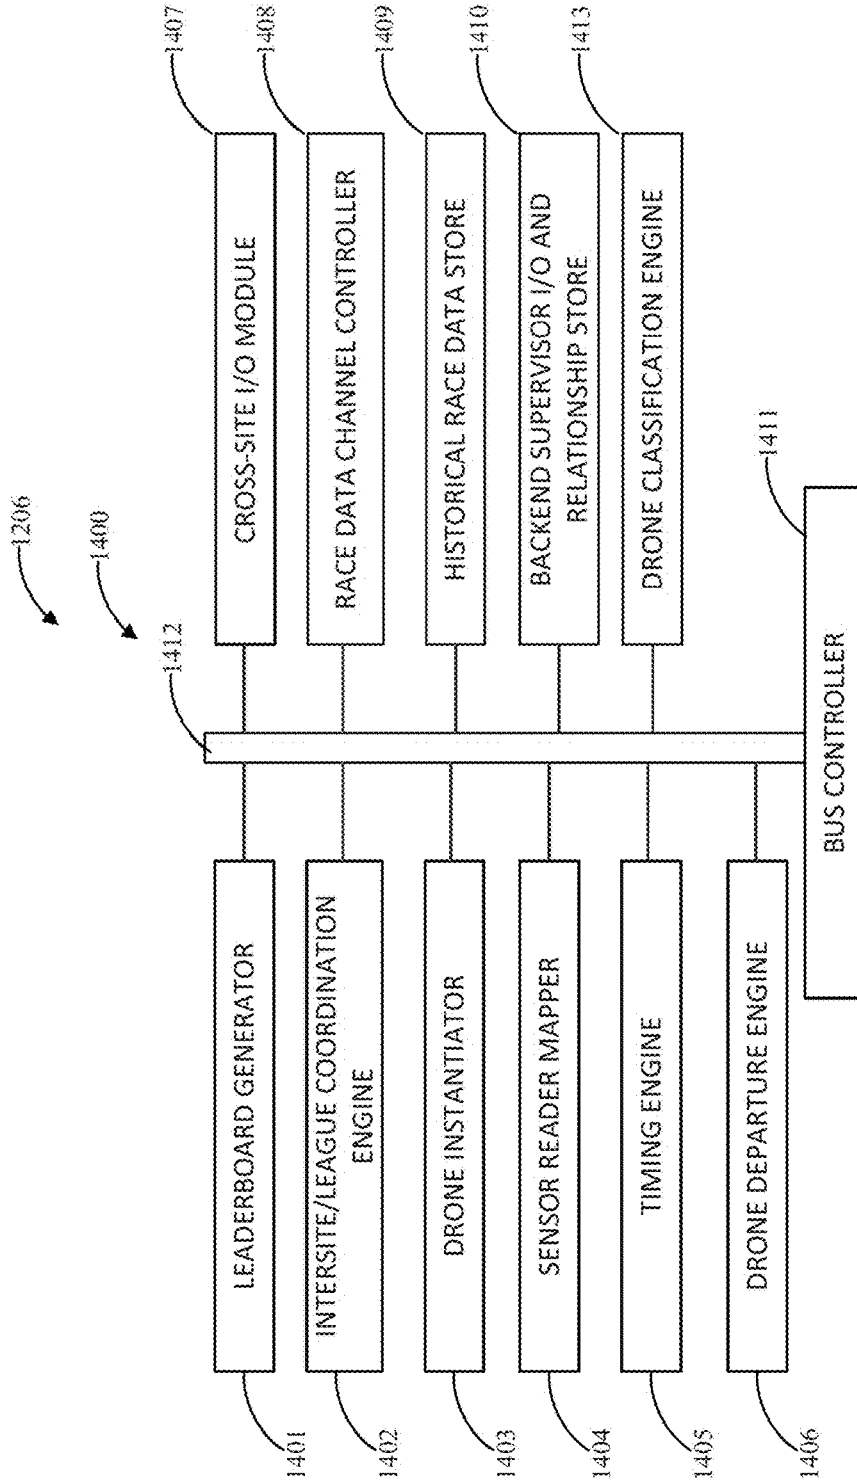 1206
1400
1412
LEADERBOARD GENERATOR
1401
INTERSITE/LEAGUE COORDINATION
ENGINE
1402
DRONE INSTANTIATOR
1403
SENSOR READER MAPPER
1404
TIMING ENGINE
1405
DRONE DEPARTURE ENGINE
1406
CROSS-SITE I/O MODULE
1407
RACE DATA CHANNEL CONTROLLER
1408
HISTORICAL RACE DATA STORE
1409
BACKEND SUPERVISOR I/O AND
RELATIONSHIP STORE
1410
DRONE CLASSIFICATION ENGINE
1413
BUS CONTROLLER
1411